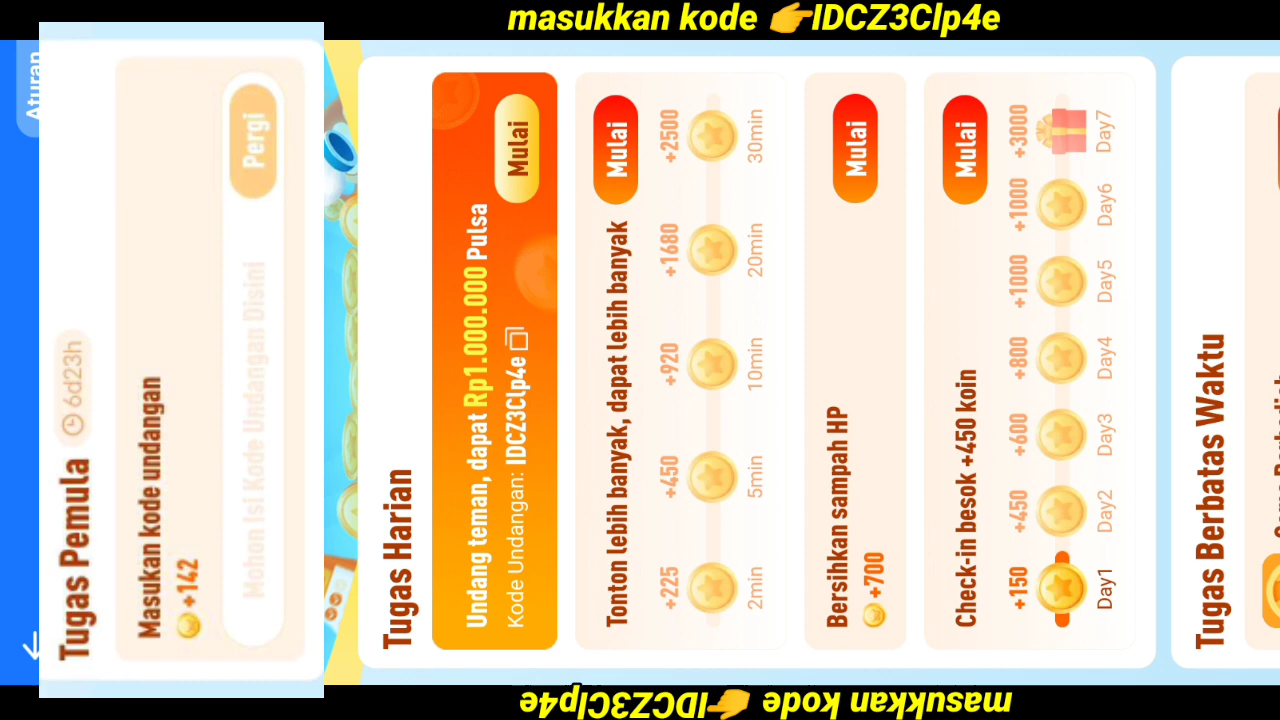 masukkan kode 👉IDCZ3Clp4e
Aturan
Tugas Pemula
6d23h
Masukan kode undangan
+142
Mohon Isi Kode Undangan Disini
Pergi
Tugas Harian
Undang teman, dapat Rp1.000.000 Pulsa
Kode Undangan: IDCZ3Clp4e
Mulai
Tonton lebih banyak, dapat lebih banyak
Mulai
+225 +450 +920 +1680 +2500
2min 5min 10min 20min 30min
Bersihkan sampah HP
+700
Mulai
Check-in besok +450 koin
Mulai
+150 +450 +600 +800 +1000 +1000 +3000
Day1 Day2 Day3 Day4 Day5 Day6 Day7
Tugas Berbatas Waktu
masukkan kode 👉IDCZ3Clp4e